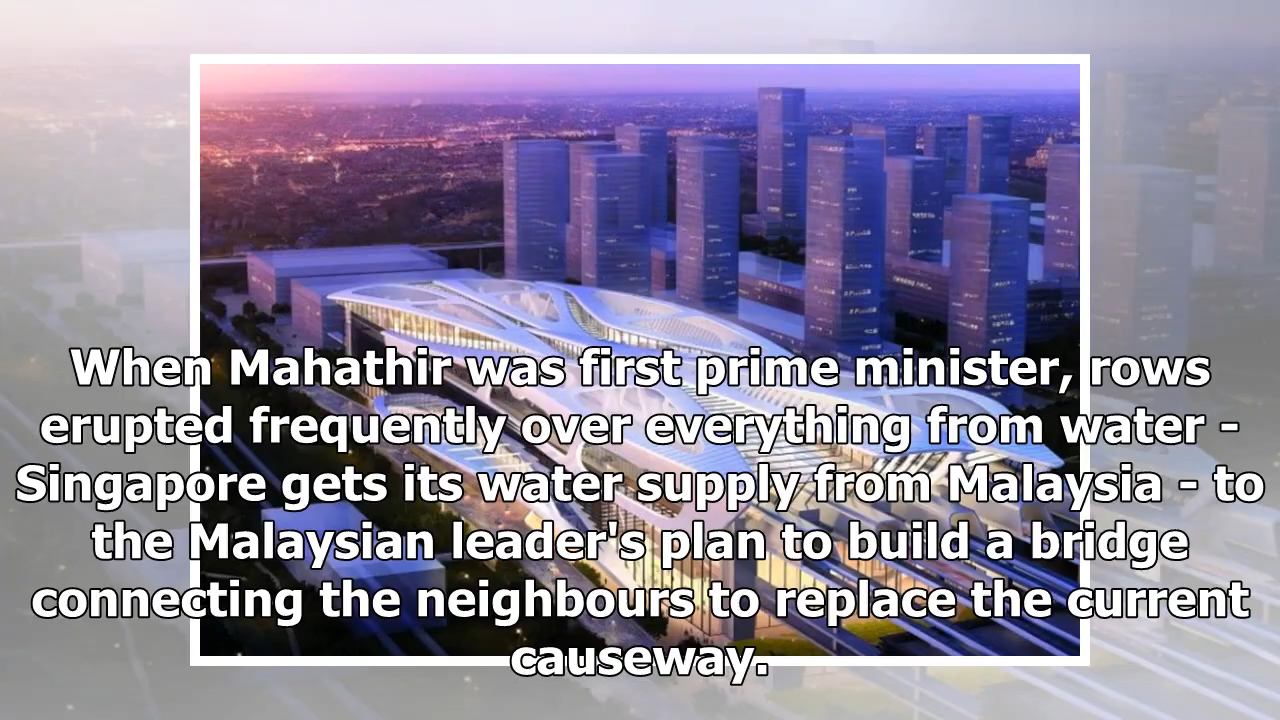 When Mahathir was first prime minister, rows
erupted frequently over everything from water -
Singapore gets its water supply from Malaysia - to
the Malaysian leader's plan to build a bridge
connecting the neighbours to replace the current
causeway.